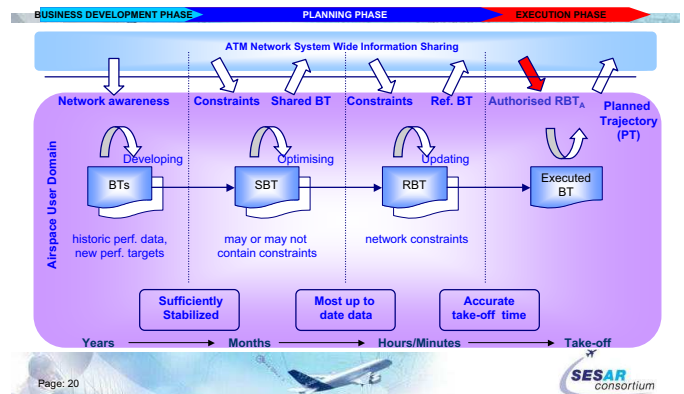 BUSINESS DEVELOPMENT PHASE
PLANNING PHASE
EXECUTION PHASE
ATM Network System Wide Information Sharing
Network awareness
Constraints
Shared BT
Constraints
Ref. BT
Authorised RBTA
Planned
Trajectory
(PT)
Airspace User Domain
Developing
Optimising
Updating
BTs
SBT
RBT
Executed
BT
historic perf. data,
new perf. targets
may or may not
contain constraints
network constraints
Sufficiently
Stabilized
Most up to
date data
Accurate
take-off time
Years
Months
Hours/Minutes
Take-off
Page: 20
SESAR
consortium